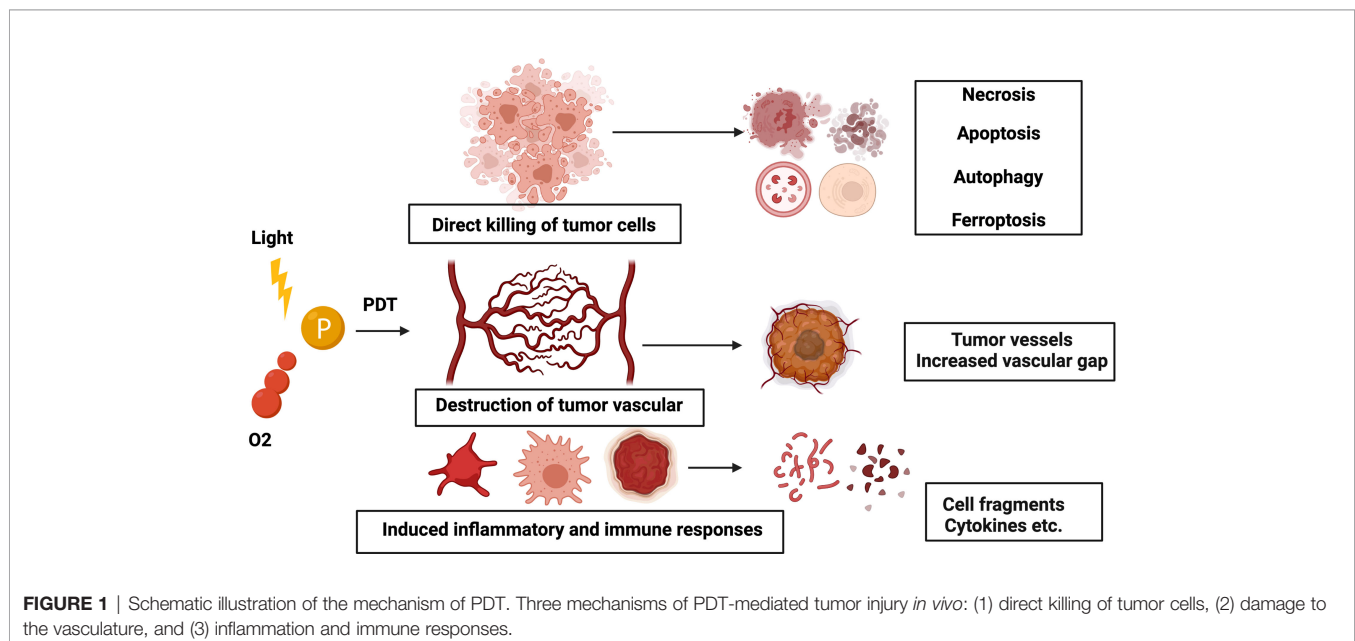 Necrosis
Apoptosis
Autophagy
Ferroptosis
Direct killing of tumor cells
Light
P
PDT
O2
Tumor vessels
Increased vascular gap
Destruction of tumor vascular
Cell fragments
Cytokines etc.
Induced inflammatory and immune responses
FIGURE 1 | Schematic illustration of the mechanism of PDT. Three mechanisms of PDT-mediated tumor injury in vivo: (1) direct killing of tumor cells, (2) damage to
the vasculature, and (3) inflammation and immune responses.